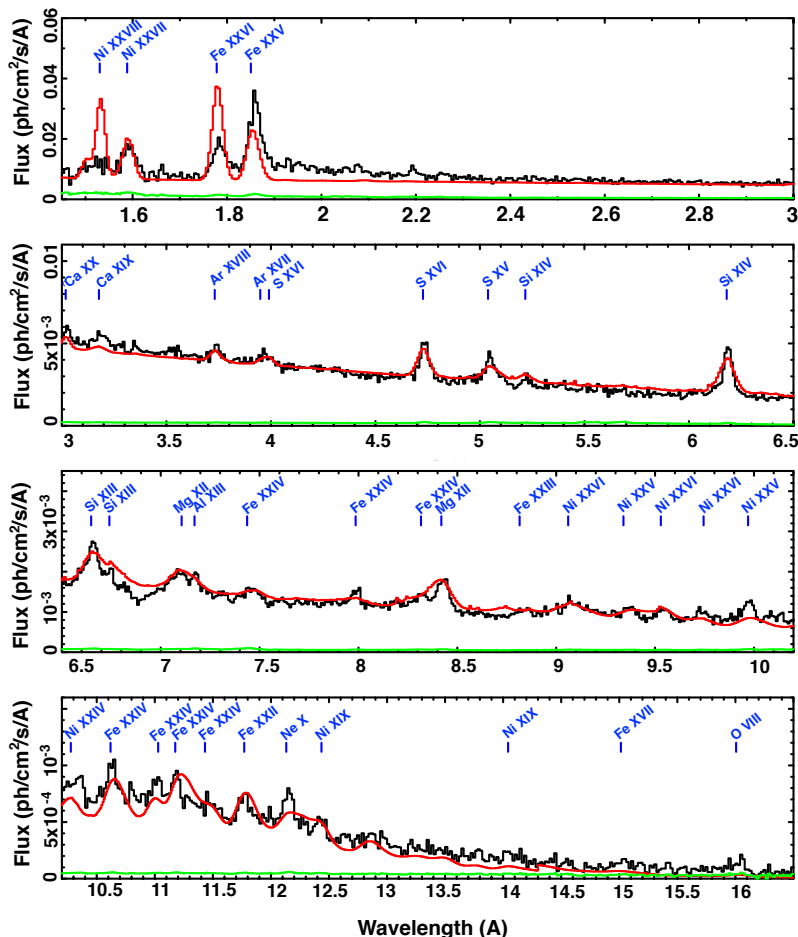 Ni XXVIII
Ni XXVII
Fe XXVI
Fe XXV
Flux (ph/cm²/s/A)
0.06
0.04
0.02
0
1.6 1.8 2 2.2 2.4 2.6 2.8 3
Ca XX
Ca XIX
Ar XVIII
Ar XVII
S XVI
S XVI
S XV
Si XIV
Si XIV
Flux (ph/cm²/s/A)
0.01
5x10⁻³
0
3 3.5 4 4.5 5 5.5 6 6.5
Si XIII
Si XIII
Mg XII
Al XIII
Fe XXIV
Fe XXIV
Fe XXIV
Mg XII
Fe XXIII
Ni XXVI
Ni XXV
Ni XXVI
Ni XXVI
Ni XXV
Flux (ph/cm²/s/A)
3x10⁻³
10⁻³
0
6.5 7 7.5 8 8.5 9 9.5 10
Ni XXIV
Fe XXIV
Fe XXIV
Fe XXIV
Fe XXIV
Fe XXII
Ne X
Ni XIX
Ni XIX
Fe XVII
O VIII
Flux (ph/cm²/s/A)
10⁻³
5x10⁻⁴
0
10.5 11 11.5 12 12.5 13 13.5 14 14.5 15 15.5 16
Wavelength (A)